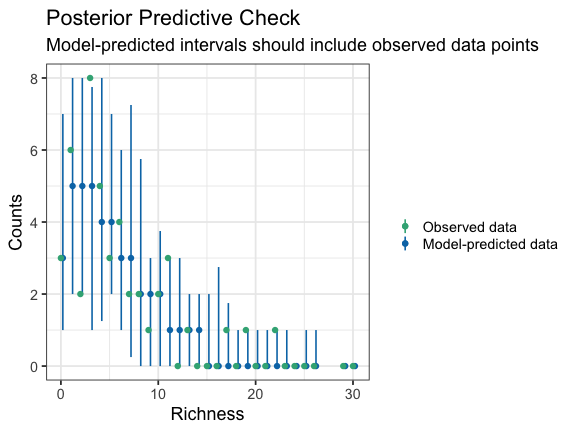 Posterior Predictive Check
Model-predicted intervals should include observed data points
8
6
4
2
0
Counts
0 10 20 30
Richness
Observed data
Model-predicted data